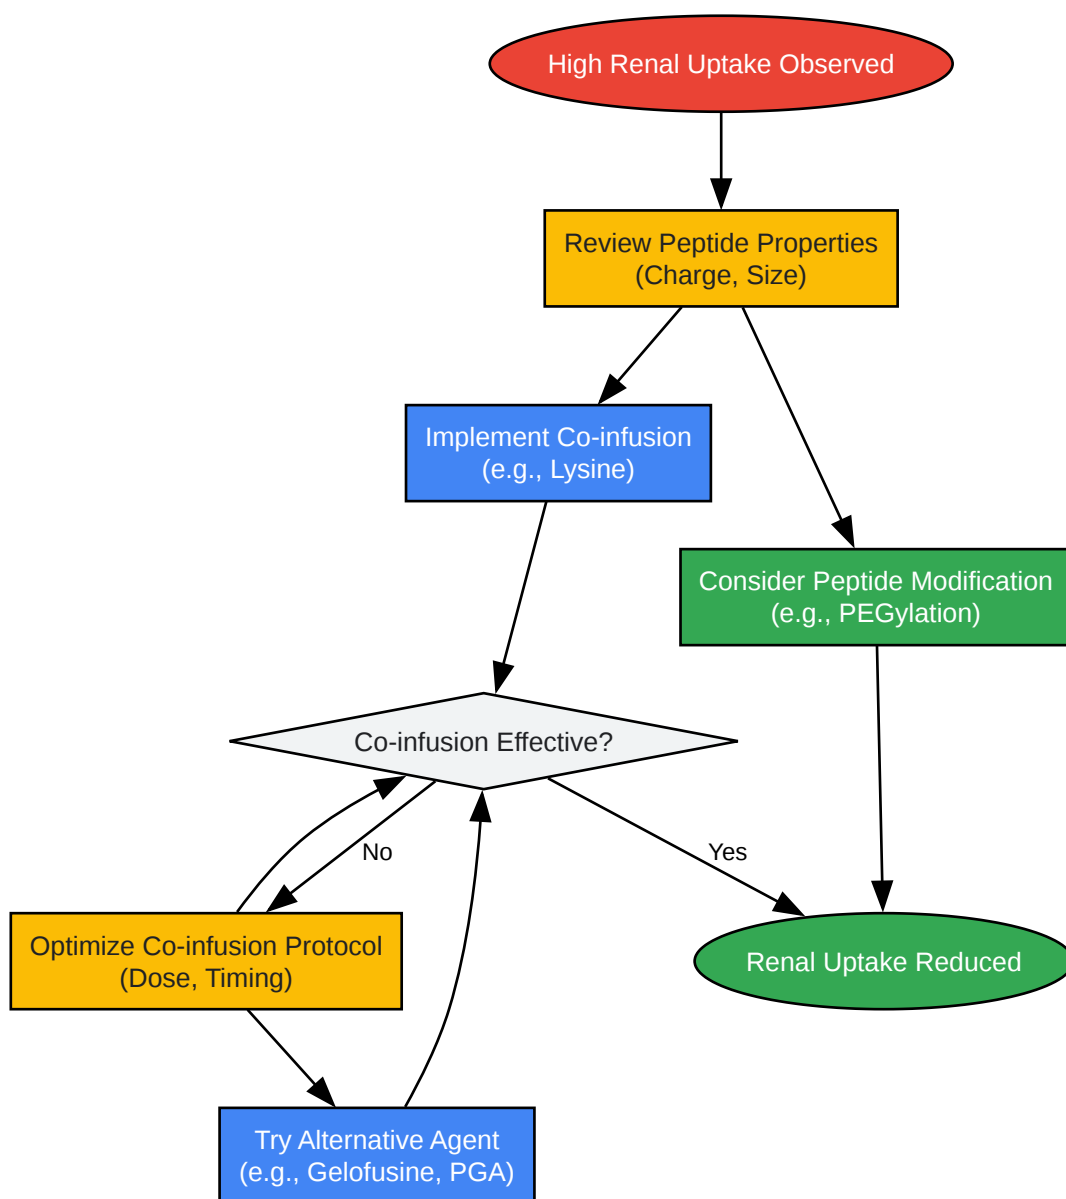 High Renal Uptake Observed
Review Peptide Properties
(Charge, Size)
Implement Co-infusion
(e.g., Lysine)
Consider Peptide Modification
(e.g., PEGylation)
Co-infusion Effective?
No
Yes
Optimize Co-infusion Protocol
(Dose, Timing)
Renal Uptake Reduced
Try Alternative Agent
(e.g., Gelofusine, PGA)